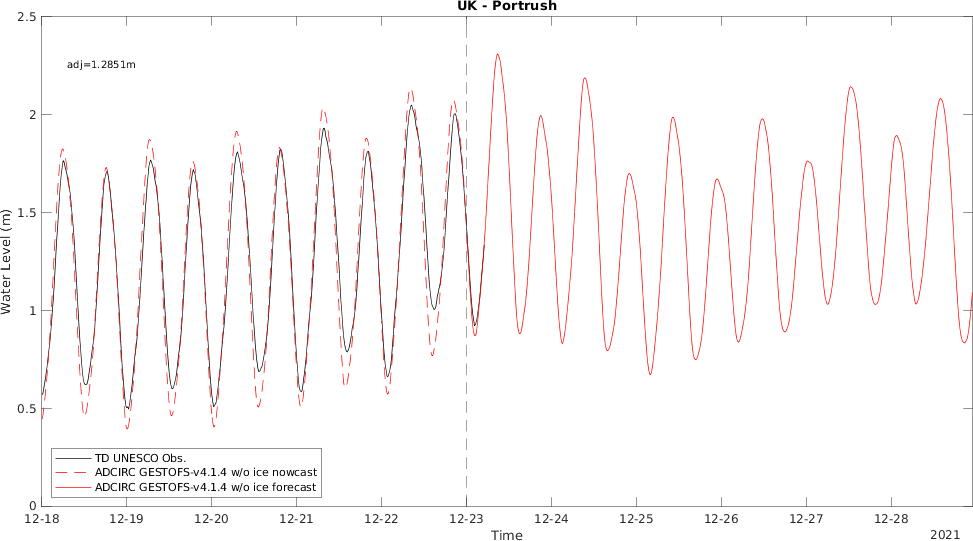 UK - Portrush
2.5
adj=1.2851m
2
1.5
Water Level (m)
1
0.5
TD UNESCO Obs.
ADCIRC GESTOFS-v4.1.4 w/o ice nowcast
ADCIRC GESTOFS-v4.1.4 w/o ice forecast
0
12-18 12-19 12-20 12-21 12-22 12-23 12-24 12-25 12-26 12-27 12-28
Time
2021